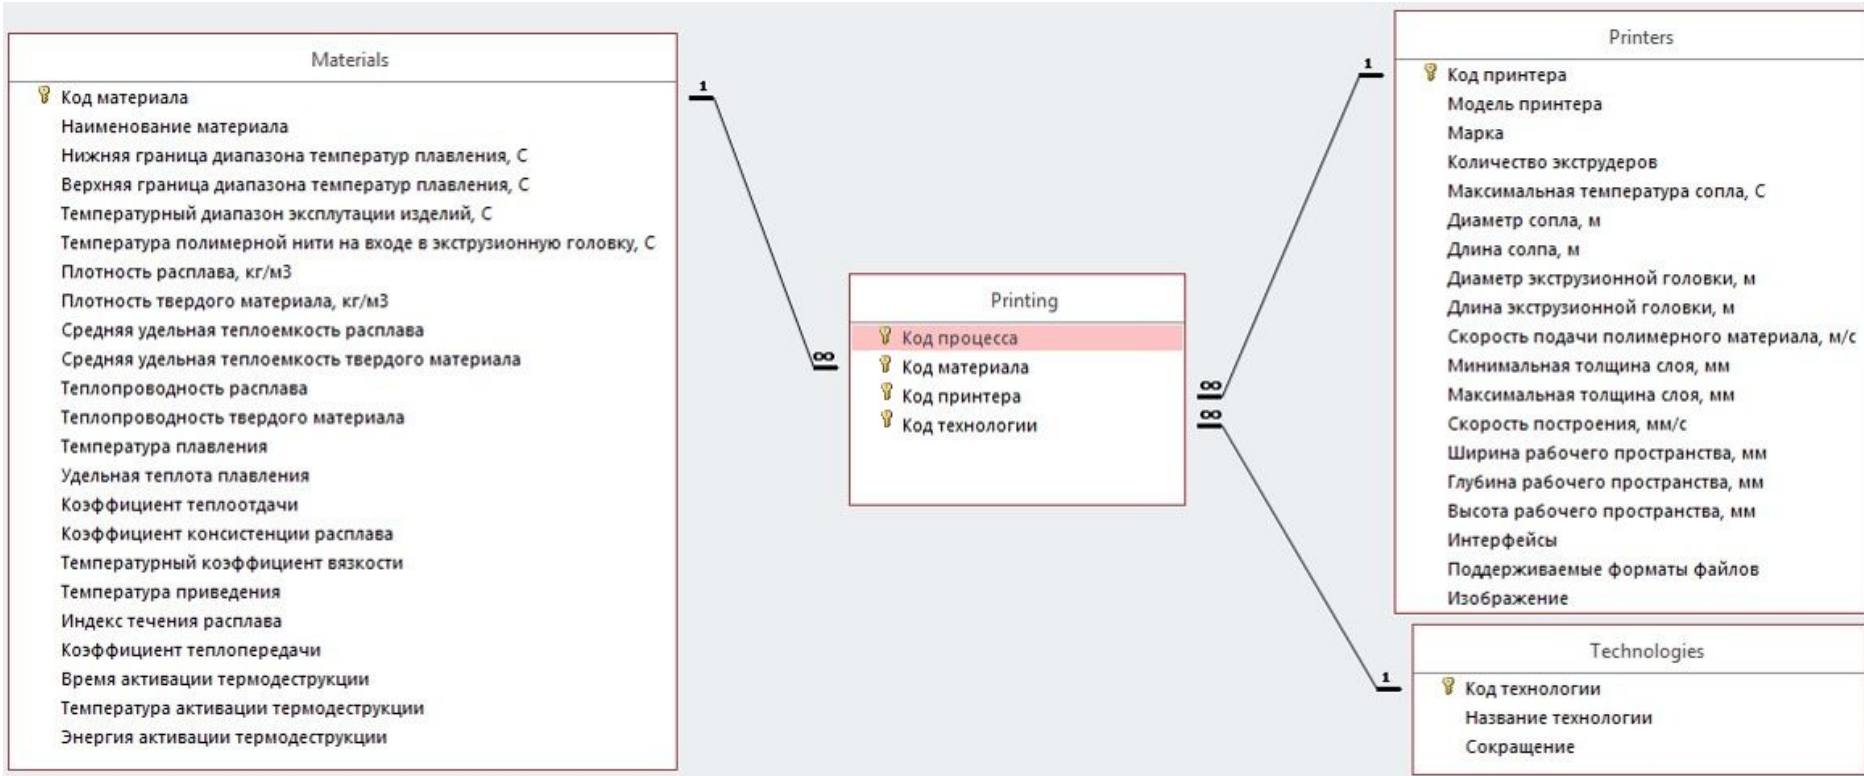 Materials
Код материала
Наименование материала
Нижняя граница диапазона температур плавления, С
Верхняя граница диапазона температур плавления, С
Температурный диапазон эксплутации изделий, С
Температура полимерной нити на входе в экструзионную головку, С
Плотность расплава, кг/м3
Плотность твердого материала, кг/м3
Средняя удельная теплоемкость расплава
Средняя удельная теплоемкость твердого материала
Теплопроводность расплава
Теплопроводность твердого материала
Температура плавления
Удельная теплота плавления
Коэффициент теплоотдачи
Коэффициент консистенции расплава
Температурный коэффициент вязкости
Температура приведения
Индекс течения расплава
Коэффициент теплопередачи
Время активации термодеструкции
Температура активации термодеструкции
Энергия активации термодеструкции
1
∞
Printing
Код процесса
Код материала
Код принтера
Код технологии
∞
∞
1
1
Printers
Код принтера
Модель принтера
Марка
Количество экструдеров
Максимальная температура сопла, С
Диаметр сопла, м
Длина солпа, м
Диаметр экструзионной головки, м
Длина экструзионной головки, м
Скорость подачи полимерного материала, м/с
Минимальная толщина слоя, мм
Максимальная толщина слоя, мм
Скорость построения, мм/с
Ширина рабочего пространства, мм
Глубина рабочего пространства, мм
Высота рабочего пространства, мм
Интерфейсы
Поддерживаемые форматы файлов
Изображение
Technologies
Код технологии
Название технологии
Сокращение